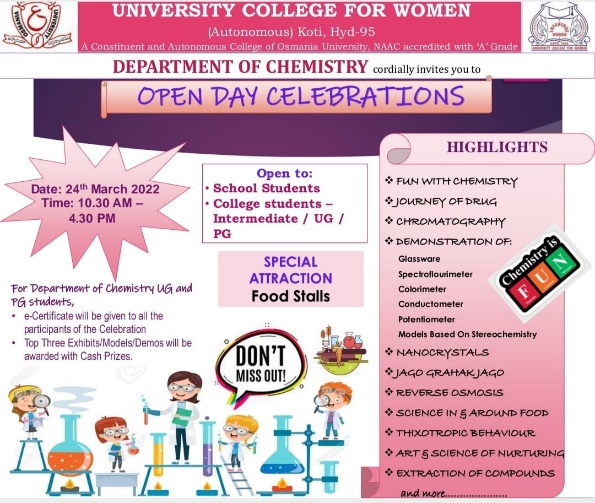 UNIVERSITY COLLEGE FOR WOMEN
(Autonomous) Koti, Hyd-95
A Constituent and Autonomous College of Osmania University, NAAC accredited with 'A' Grade
DEPARTMENT OF CHEMISTRY cordially invites you to
OPEN DAY CELEBRATIONS
Date: 24th March 2022
Time: 10.30 AM –
4.30 PM
Open to:
• School Students
• College students –
Intermediate / UG /
PG
SPECIAL
ATTRACTION
Food Stalls
For Department of Chemistry UG and
PG students,
• e-Certificate will be given to all the
participants of the Celebration
• Top Three Exhibits/Models/Demos will be
awarded with Cash Prizes.
DON'T
MISS OUT!
HIGHLIGHTS
❖ FUN WITH CHEMISTRY
❖ JOURNEY OF DRUG
❖ CHROMATOGRAPHY
❖ DEMONSTRATION OF:
Glassware
Spectroflourimeter
Colorimeter
Conductometer
Potentiometer
Models Based On Stereochemistry
Chemistry is
F U N
❖ NANOCRYSTALS
❖ JAGO GRAHAK JAGO
❖ REVERSE OSMOSIS
❖ SCIENCE IN & AROUND FOOD
❖ THIXOTROPIC BEHAVIOUR
❖ ART & SCIENCE OF NURTURING
❖ EXTRACTION OF COMPOUNDS
and more....................